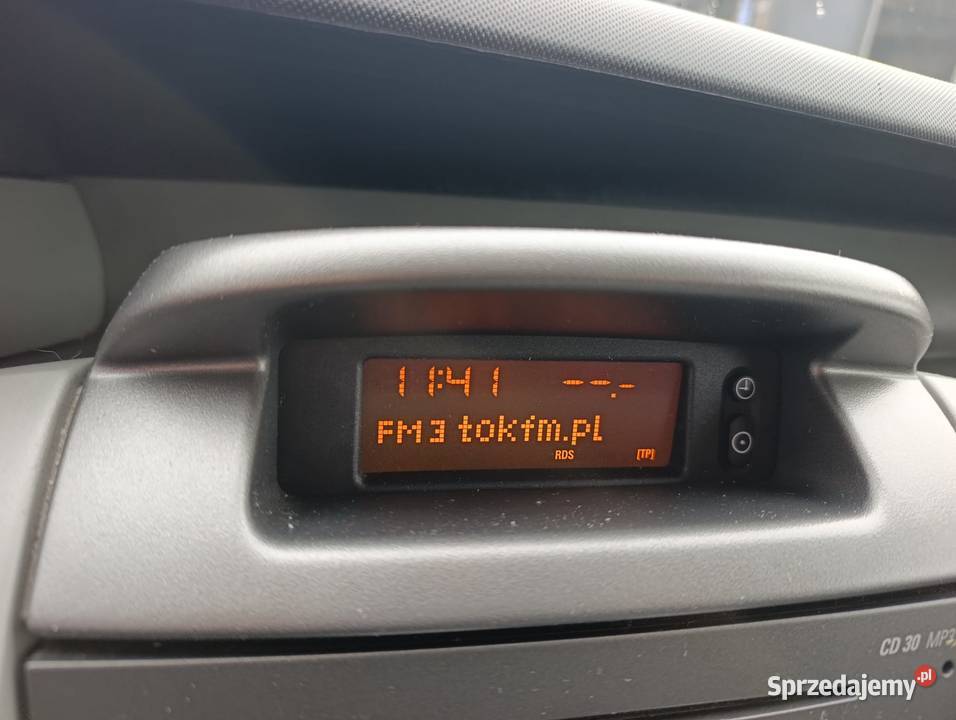 11:41 --.-
FM3 tokfm.pl
RDS [TP]
CD 30 MP3
Sprzedajemy.pl